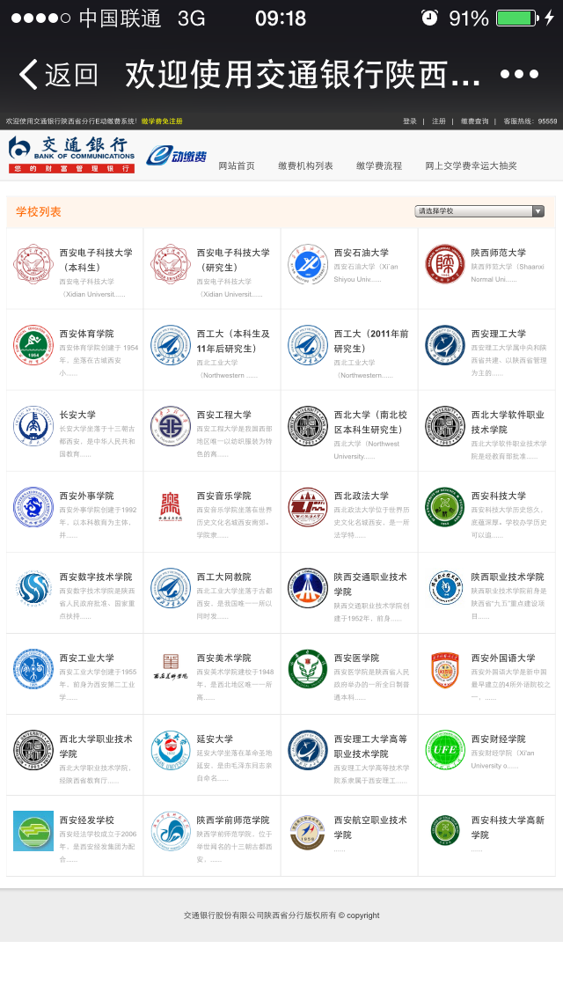 中国联通 3G 09:18 91%
返回 欢迎使用交通银行陕西...
欢迎使用交通银行陕西省分行E动缴费系统! 缴学费免注册 登录 | 注册 | 缴费查询 | 客服热线: 95559
交通銀行
BANK OF COMMUNICATIONS
您的财富管理银行
e动缴费
网站首页 缴费机构列表 缴学费流程 网上交学费幸运大抽奖
学校列表 请选择学校
西安电子科技大学
(本科生)
西安电子科技大学
(Xidian Universit......
西安电子科技大学
(研究生)
西安电子科技大学
(Xidian Universit......
西安石油大学
西安石油大学(Xi`an
Shiyou Univ......
陕西师范大学
陕西师范大学(Shaanxi
Normal Uni......
西安体育学院
西安体育学院创建于 1954
年、坐落在古城西安
小......
西工大(本科生及
11年后研究生)
西北工业大学
(Northwestern ......
西工大(2011年前
研究生)
西北工业大学
(Northwestern......
西安理工大学
西安理工大学属中央和陕
西省共建、以陕西省管理
为主的......
长安大学
长安大学坐落于十三朝古
都西安、是中华人民共和
国教育......
西安工程大学
西安工程大学是我国西部
地区唯一以纺织服装为特
色的高......
西北大学(南北校
区本科生研究生)
西北大学(Northwest
University......
西北大学软件职业
技术学院
西北大学软件职业技术学
院是经教育部批准......
西安外事学院
西安外事学院创建于1992
年、以本科教育为主体,
并......
西安音乐学院
西安音乐学院坐落在世界
历史文化名城西安南郊。
学院隶......
西北政法大学
西北政法大学位于世界历
史文化名城西安、是一所
法学特......
西安科技大学
西安科技大学历史悠久、
底蕴深厚。学校办学历史
可以追......
西安数字技术学院
西安数字技术学院是陕西
省人民政府批准、国家重
点扶持......
西工大网教院
西北工业大学坐落于古都
西安、是我国唯一一所以
同时发......
陕西交通职业技术
学院
陕西交通职业技术学院创
建于1952年、前身......
陕西职业技术学院
陕西职业技术学院前身是
陕西省“九五”重点建设项
目......
西安工业大学
西安工业大学创建于1955
年、前身为西安第二工业
学......
西安美术学院
西安美术学院建校于1948
年、是西北地区唯一一所
高......
西安医学院
西安医学院是陕西省人民
政府举办的一所全日制普
通本科......
西安外国语大学
西安外国语大学是新中国
最早建立的4所外语院校之
一、......
西北大学职业技术
学院
西北大学职业技术学院、
经陕西省教育厅......
延安大学
延安大学坐落在革命圣地
延安、是由毛泽东同志亲
自命名......
西安理工大学高等
职业技术学院
西安理工大学高等技术学
院系隶属于西安理工......
西安财经学院
西安财经学院(Xi'an
University o......
UFE
西安经发学校
西安经法学校成立于2006
年、是西安经发集团为配
合......
陕西学前师范学院
陕西学前师范学院、位于
举世闻名的十三朝古都西
安、......
西安航空职业技术
学院
......
西安科技大学高新
学院
......
交通银行股份有限公司陕西省分行版权所有 © copyright